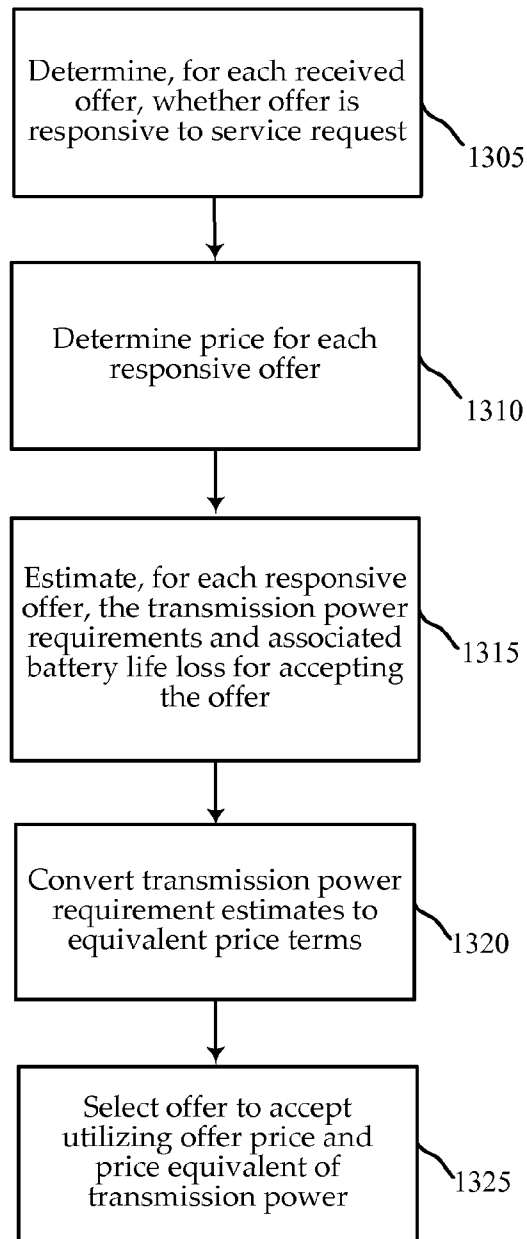 Determine, for each received
offer, whether offer is
responsive to service request
1305
Determine price for each
responsive offer
1310
Estimate, for each responsive
offer, the transmission power
requirements and associated
battery life loss for accepting
the offer
1315
Convert transmission power
requirement estimates to
equivalent price terms
1320
Select offer to accept
utilizing offer price and
price equivalent of
transmission power
1325